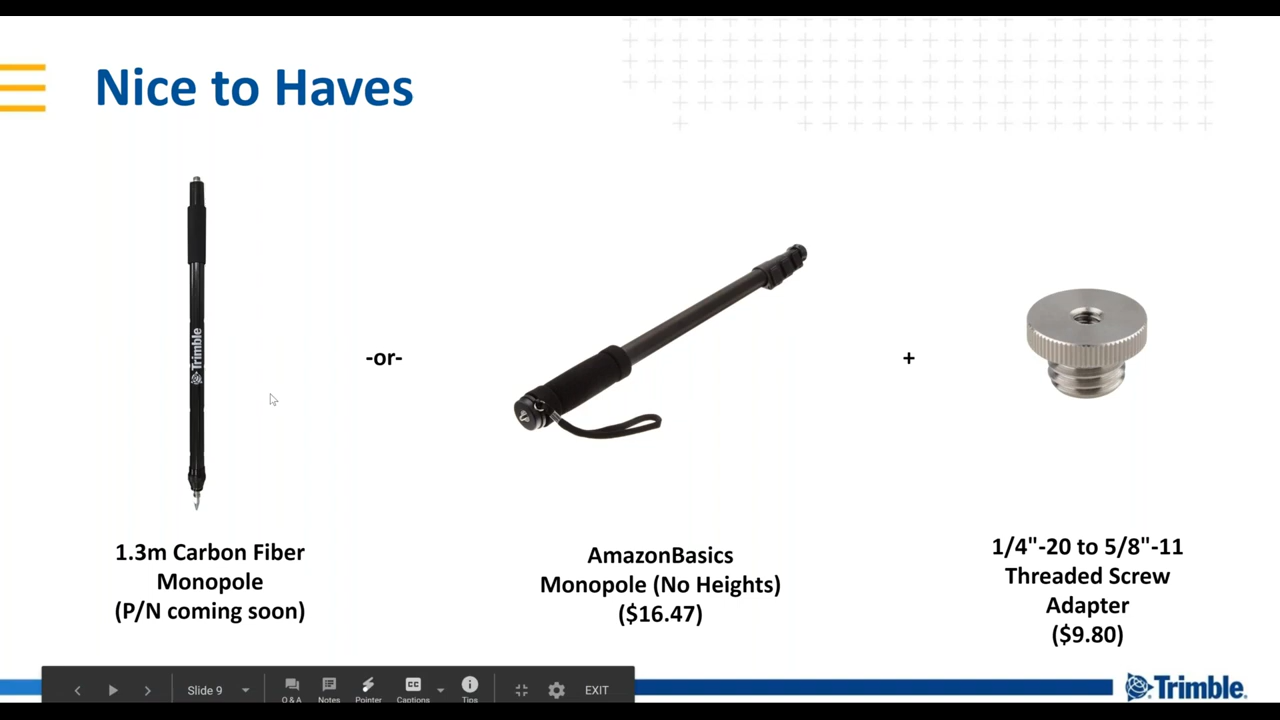 Nice to Haves
Trimble
-or-
+
1.3m Carbon Fiber
Monopole
(P/N coming soon)
AmazonBasics
Monopole (No Heights)
($16.47)
1/4"-20 to 5/8"-11
Threaded Screw
Adapter
($9.80)
Slide 9
Q & A
Notes
Pointer
CC
Captions
Tips
EXIT
Trimble